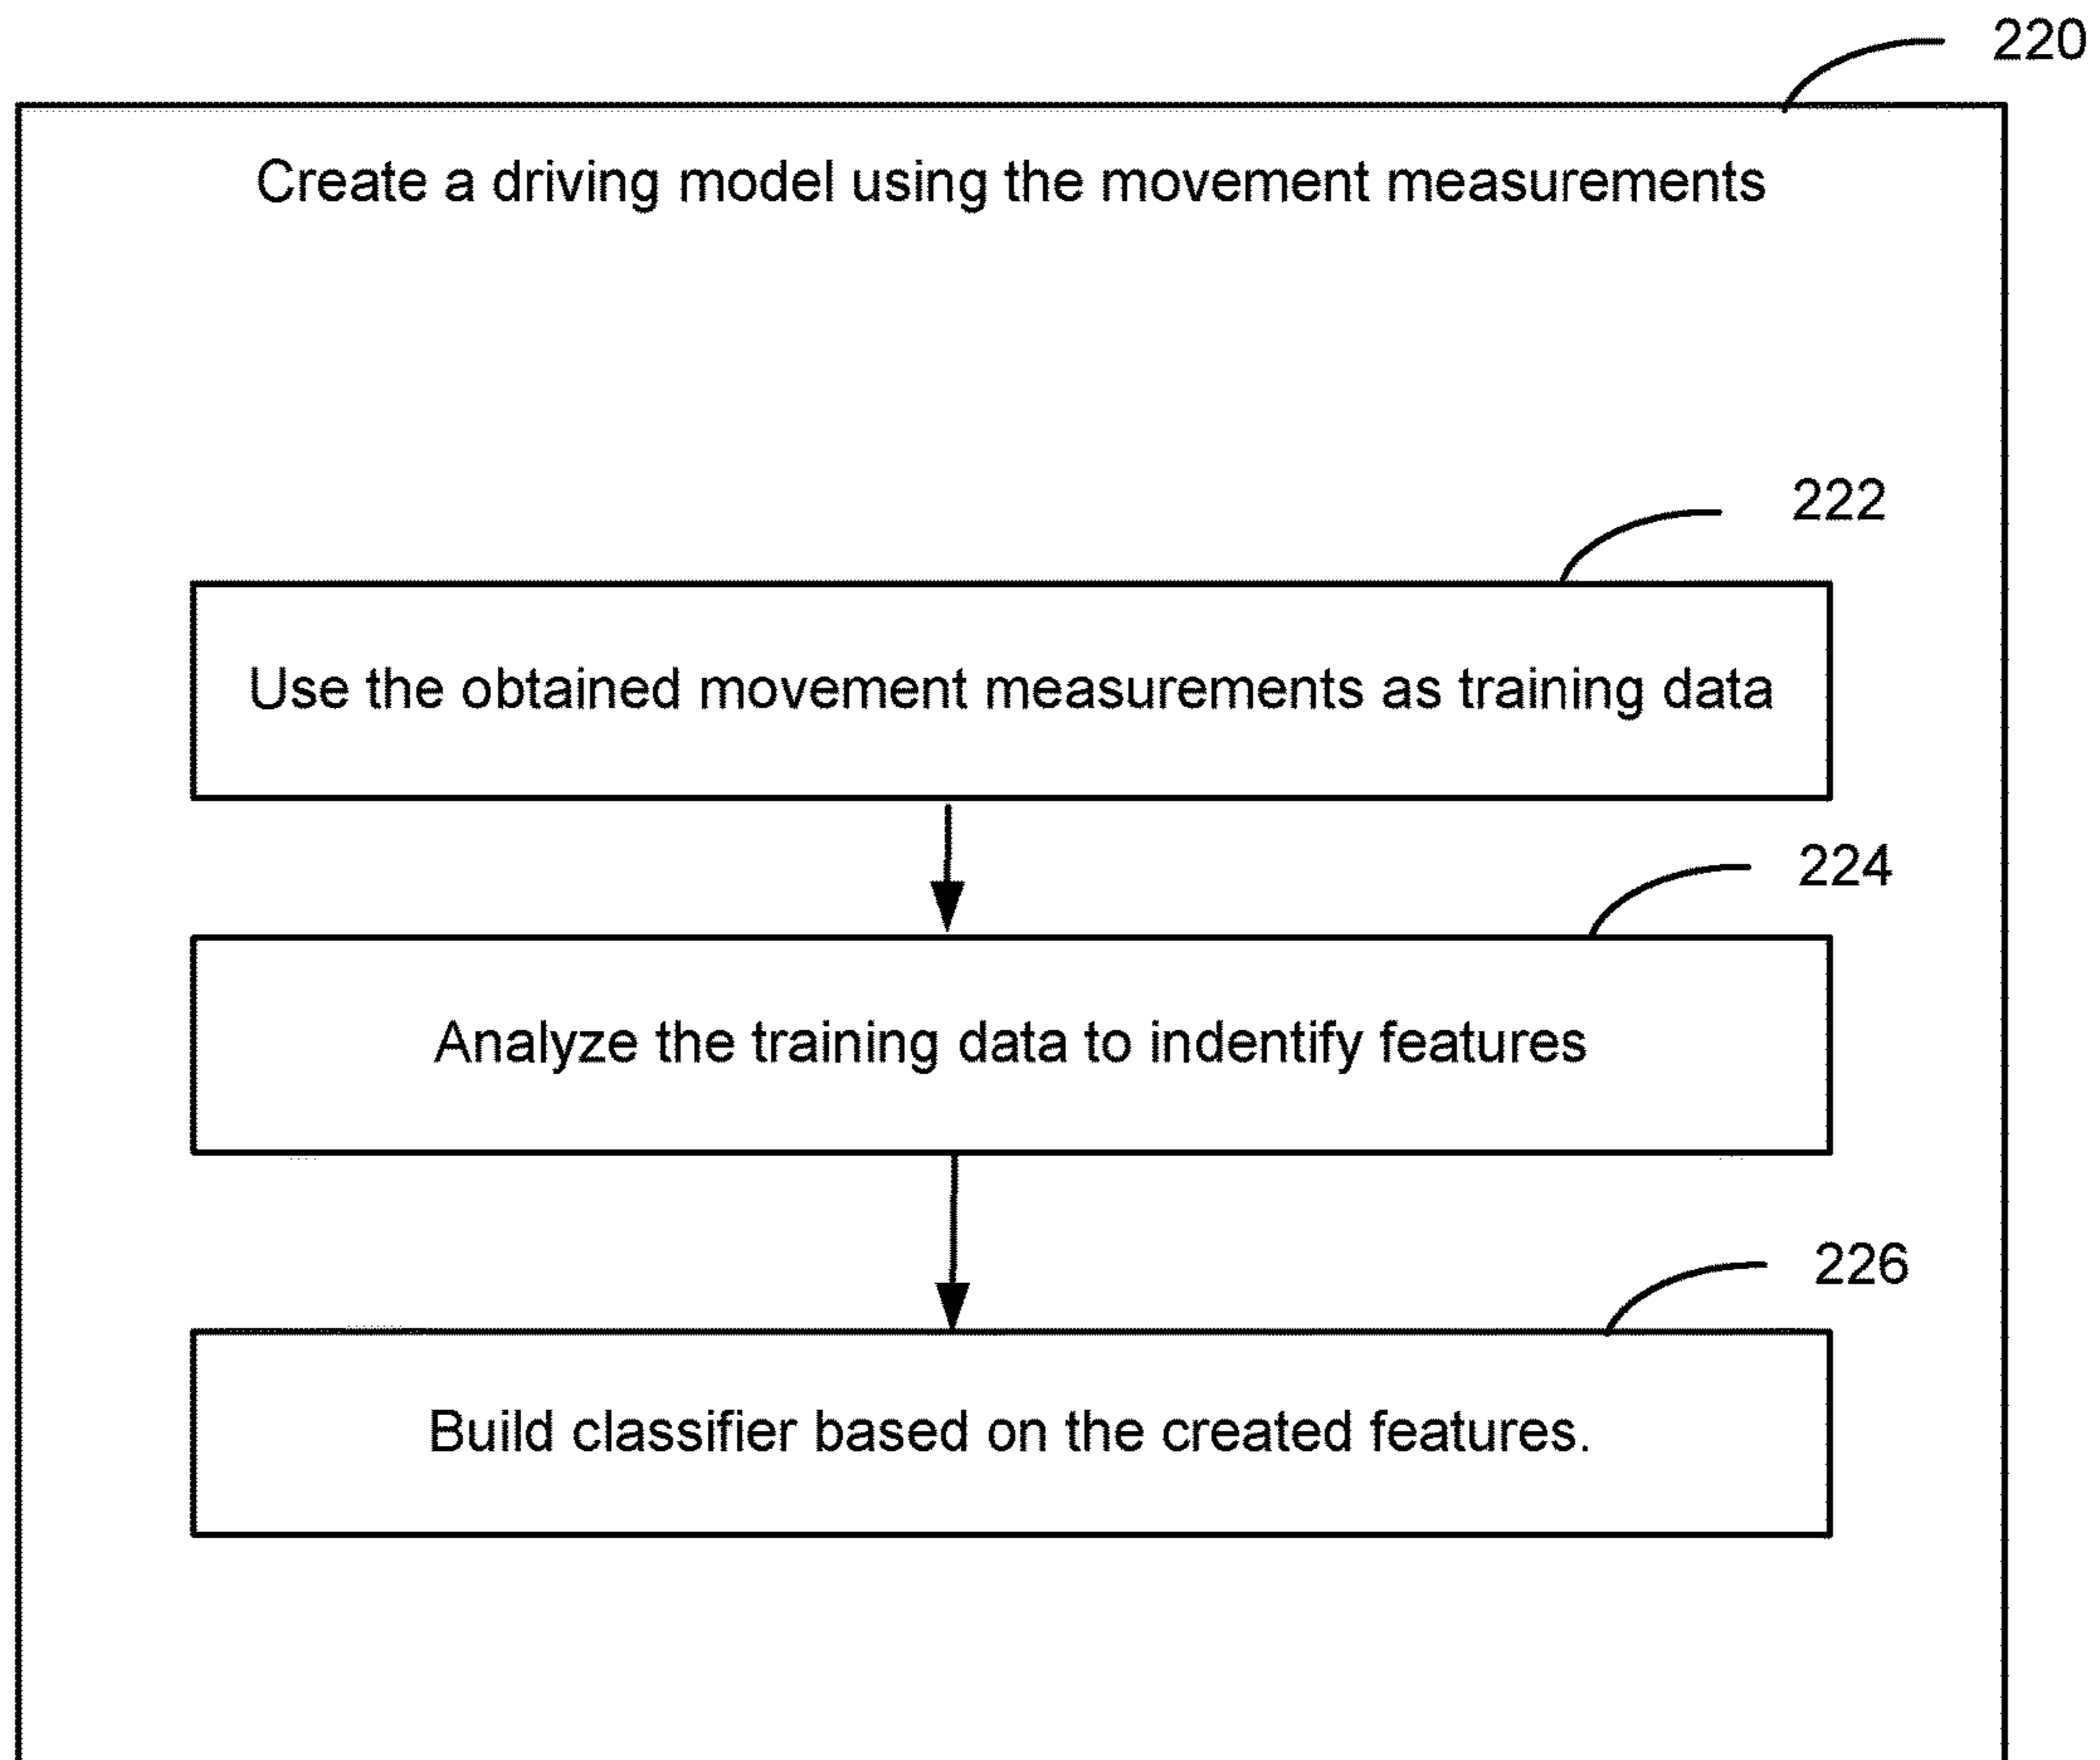 220
Create a driving model using the movement measurements
222
Use the obtained movement measurements as training data
224
Analyze the training data to indentify features
226
Build classifier based on the created features.